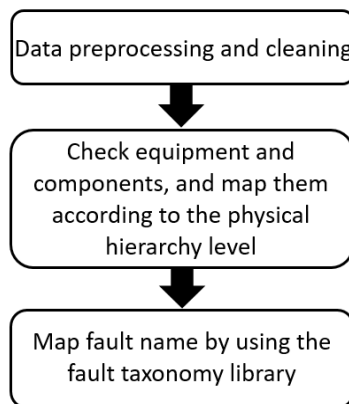 Data preprocessing and cleaning
Check equipment and
components, and map them
according to the physical
hierarchy level
Map fault name by using the
fault taxonomy library